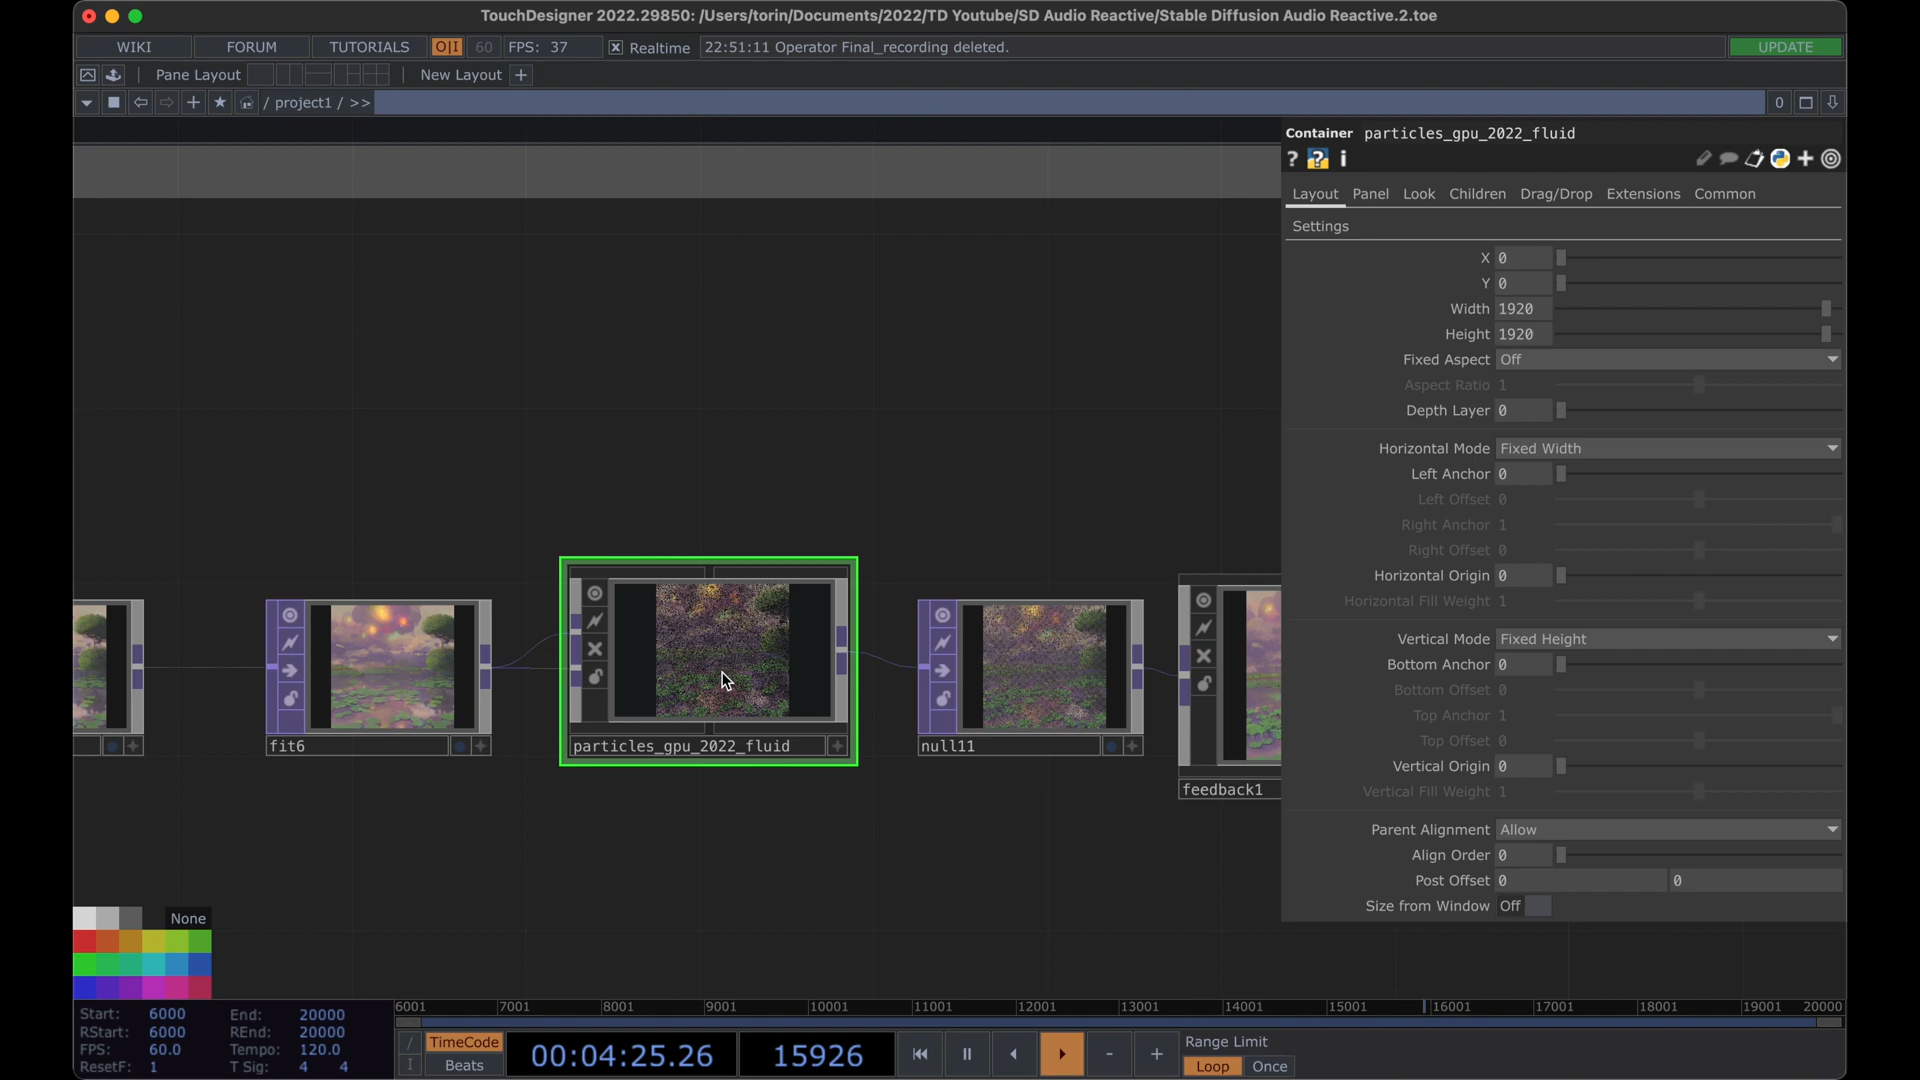 TouchDesigner 2022.29850: /Users/torin/Documents/2022/TD Youtube/SD Audio Reactive/Stable Diffusion Audio Reactive.2.toe
WIKI FORUM TUTORIALS O|I 60 FPS: 37 Realtime 22:51:11 Operator Final_recording deleted. UPDATE
Pane Layout New Layout +
/ project1 / >> 0
Container particles_gpu_2022_fluid
? ? i
Layout Panel Look Children Drag/Drop Extensions Common
Settings
X 0
Y 0
Width 1920
Height 1920
Fixed Aspect Off
Aspect Ratio 1
Depth Layer 0
Horizontal Mode Fixed Width
Left Anchor 0
Left Offset 0
Right Anchor 1
Right Offset 0
Horizontal Origin 0
Horizontal Fill Weight 1
Vertical Mode Fixed Height
Bottom Anchor 0
Bottom Offset 0
Top Anchor 1
Top Offset 0
Vertical Origin 0
Vertical Fill Weight 1
Parent Alignment Allow
Align Order 0
Post Offset 0 0
Size from Window Off
fit6
particles_gpu_2022_fluid
null11
feedback1
None
6001 7001 8001 9001 10001 11001 12001 13001 14001 15001 16001 17001 18001 19001 20000
Start: 6000 End: 20000
RStart: 6000 REnd: 20000
FPS: 60.0 Tempo: 120.0
ResetF: 1 T Sig: 4 4
/ TimeCode
I Beats
00:04:25.26 15926
- +
Range Limit
Loop Once